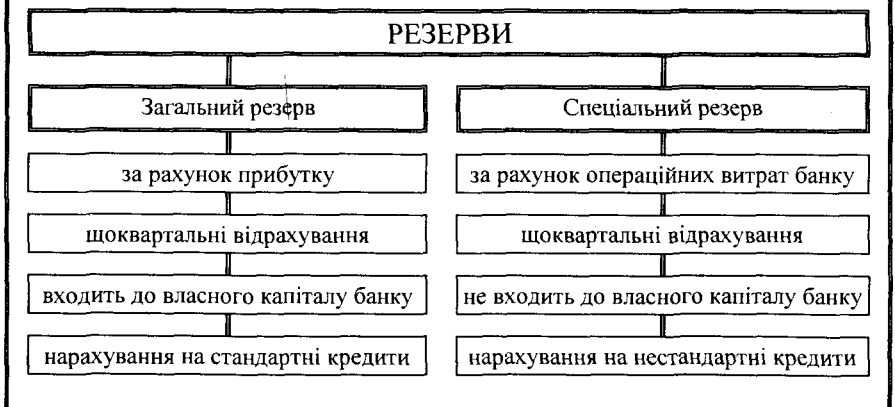 РЕЗЕРВИ
Загальний резерв
Спеціальний резерв
за рахунок прибутку
за рахунок операційних витрат банку
щоквартальні відрахування
щоквартальні відрахування
входить до власного капіталу банку
не входить до власного капіталу банку
нарахування на стандартні кредити
нарахування на нестандартні кредити